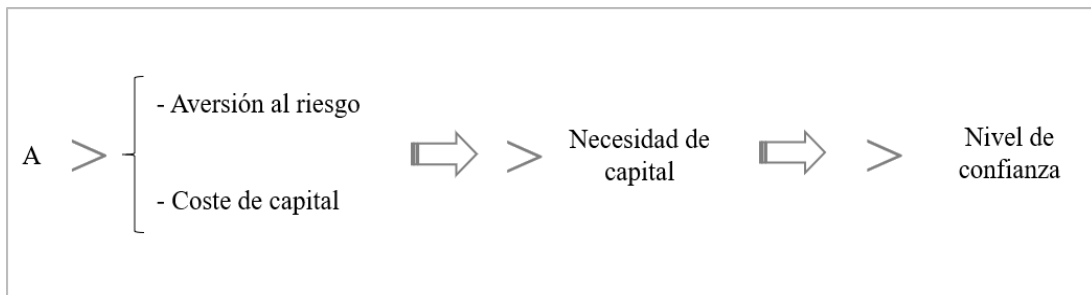 A > - Aversión al riesgo
- Coste de capital
> Necesidad de
capital
> Nivel de
confianza